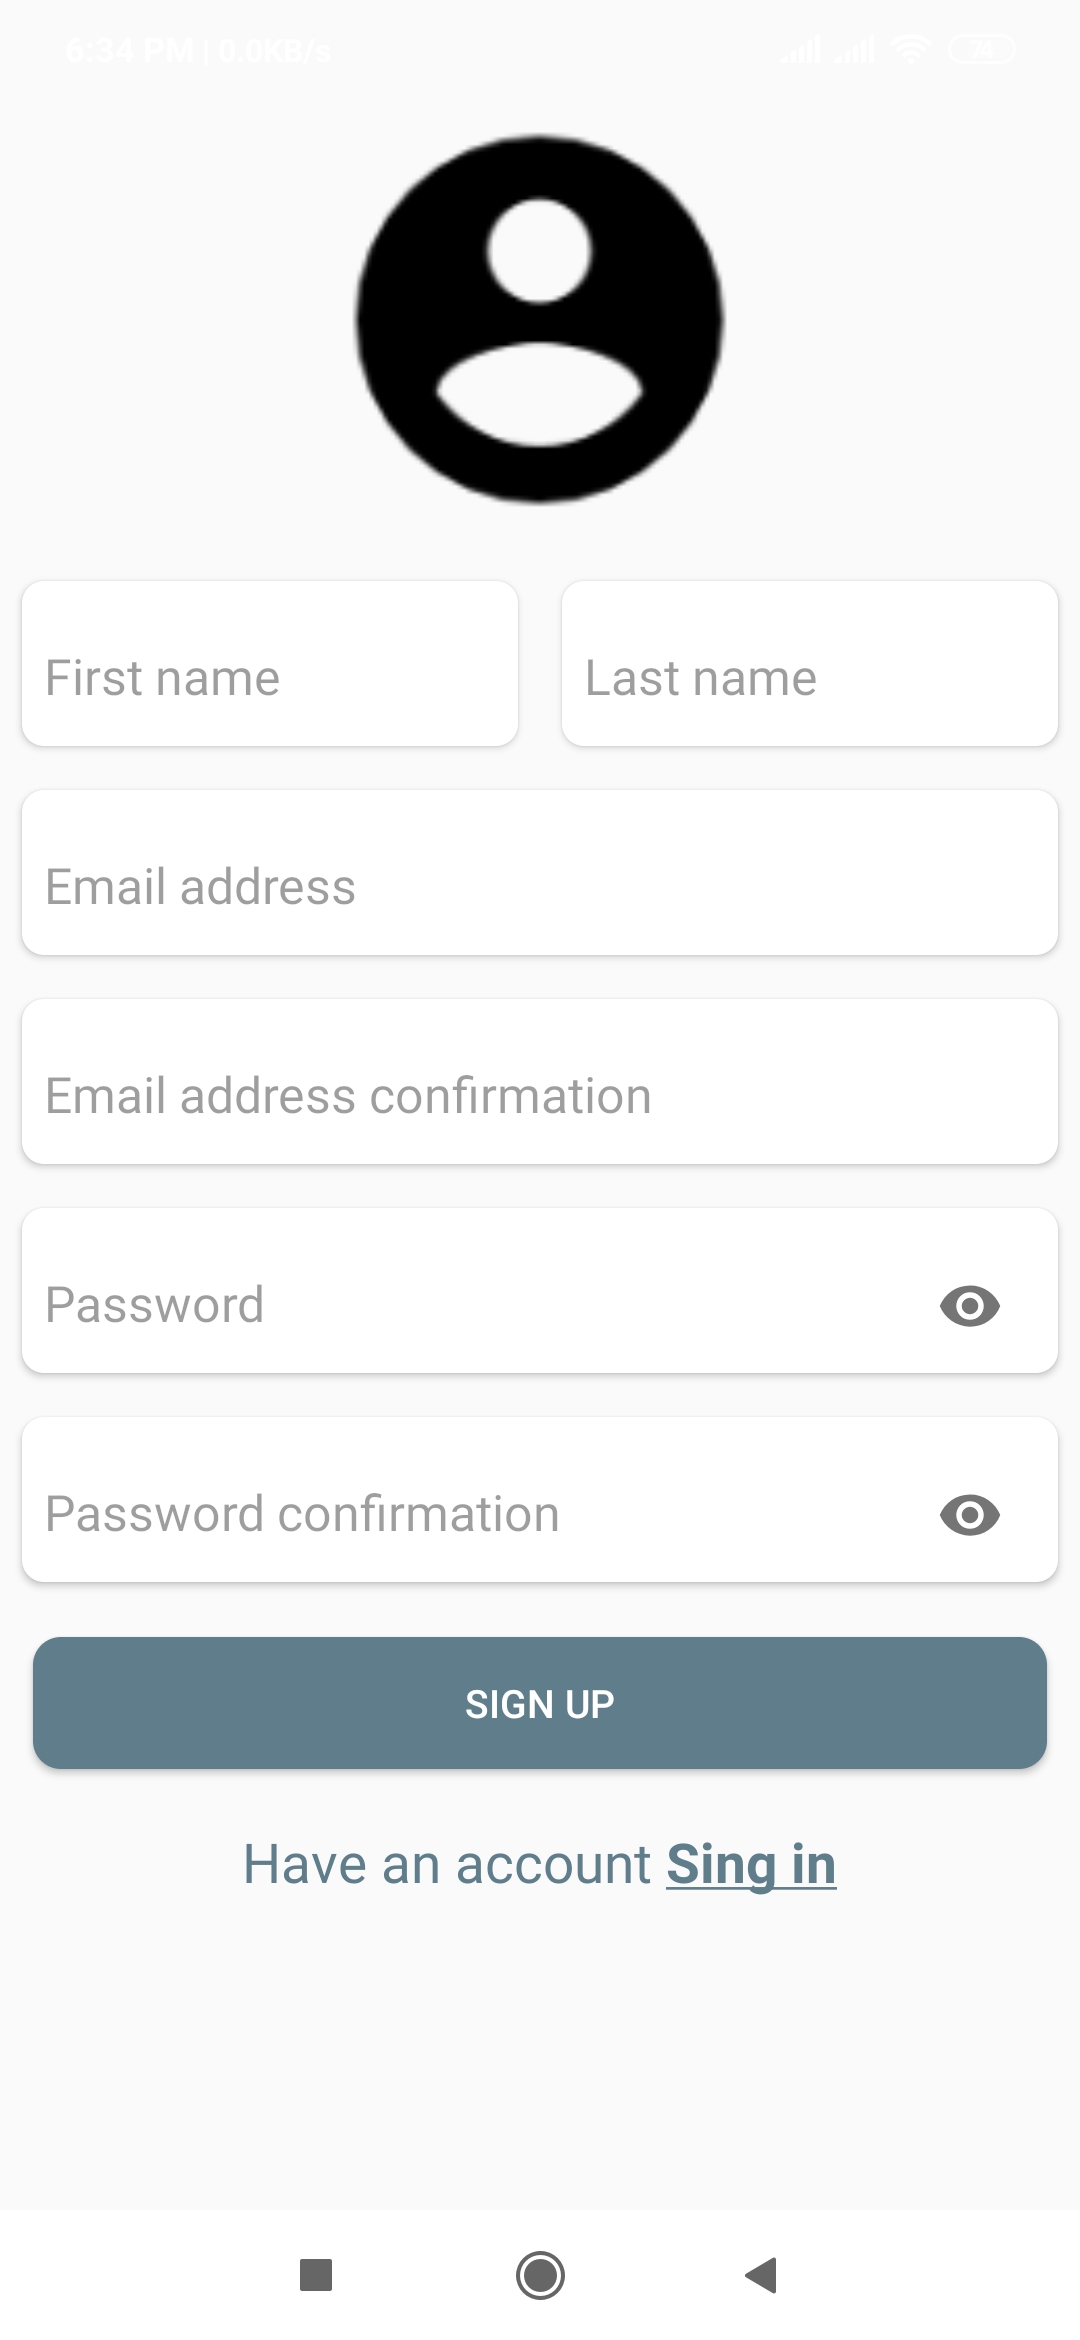 6:34 PM | 0.0KB/s 74
First name Last name
Email address
Email address confirmation
Password
Password confirmation
SIGN UP
Have an account Sing in